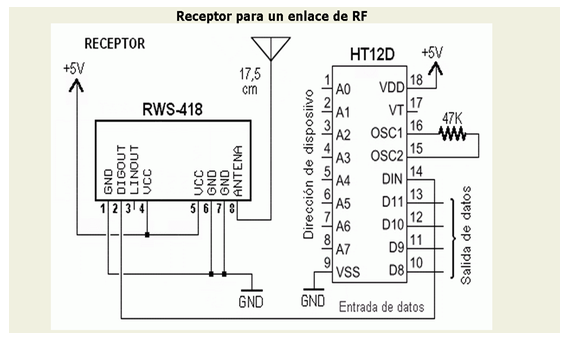 Receptor para un enlace de RF
RECEPTOR
+5V
17,5
cm
RWS-418
GND
DIGOUT
LINOUT
VCC
VCC
GND
GND
ANTENA
1 2 3 4 5 6 7 8
GND
HT12D
+5V
Dirección de disposiivo
1 A0 VDD 18
2 A1 VT 17
3 A2 OSC1 16
47K
4 A3 OSC2 15
5 A4 DIN 14
6 A5 D11 13
7 A6 D10 12
8 A7 D9 11
9 VSS D8 10
Salida de datos
GND
Entrada de datos